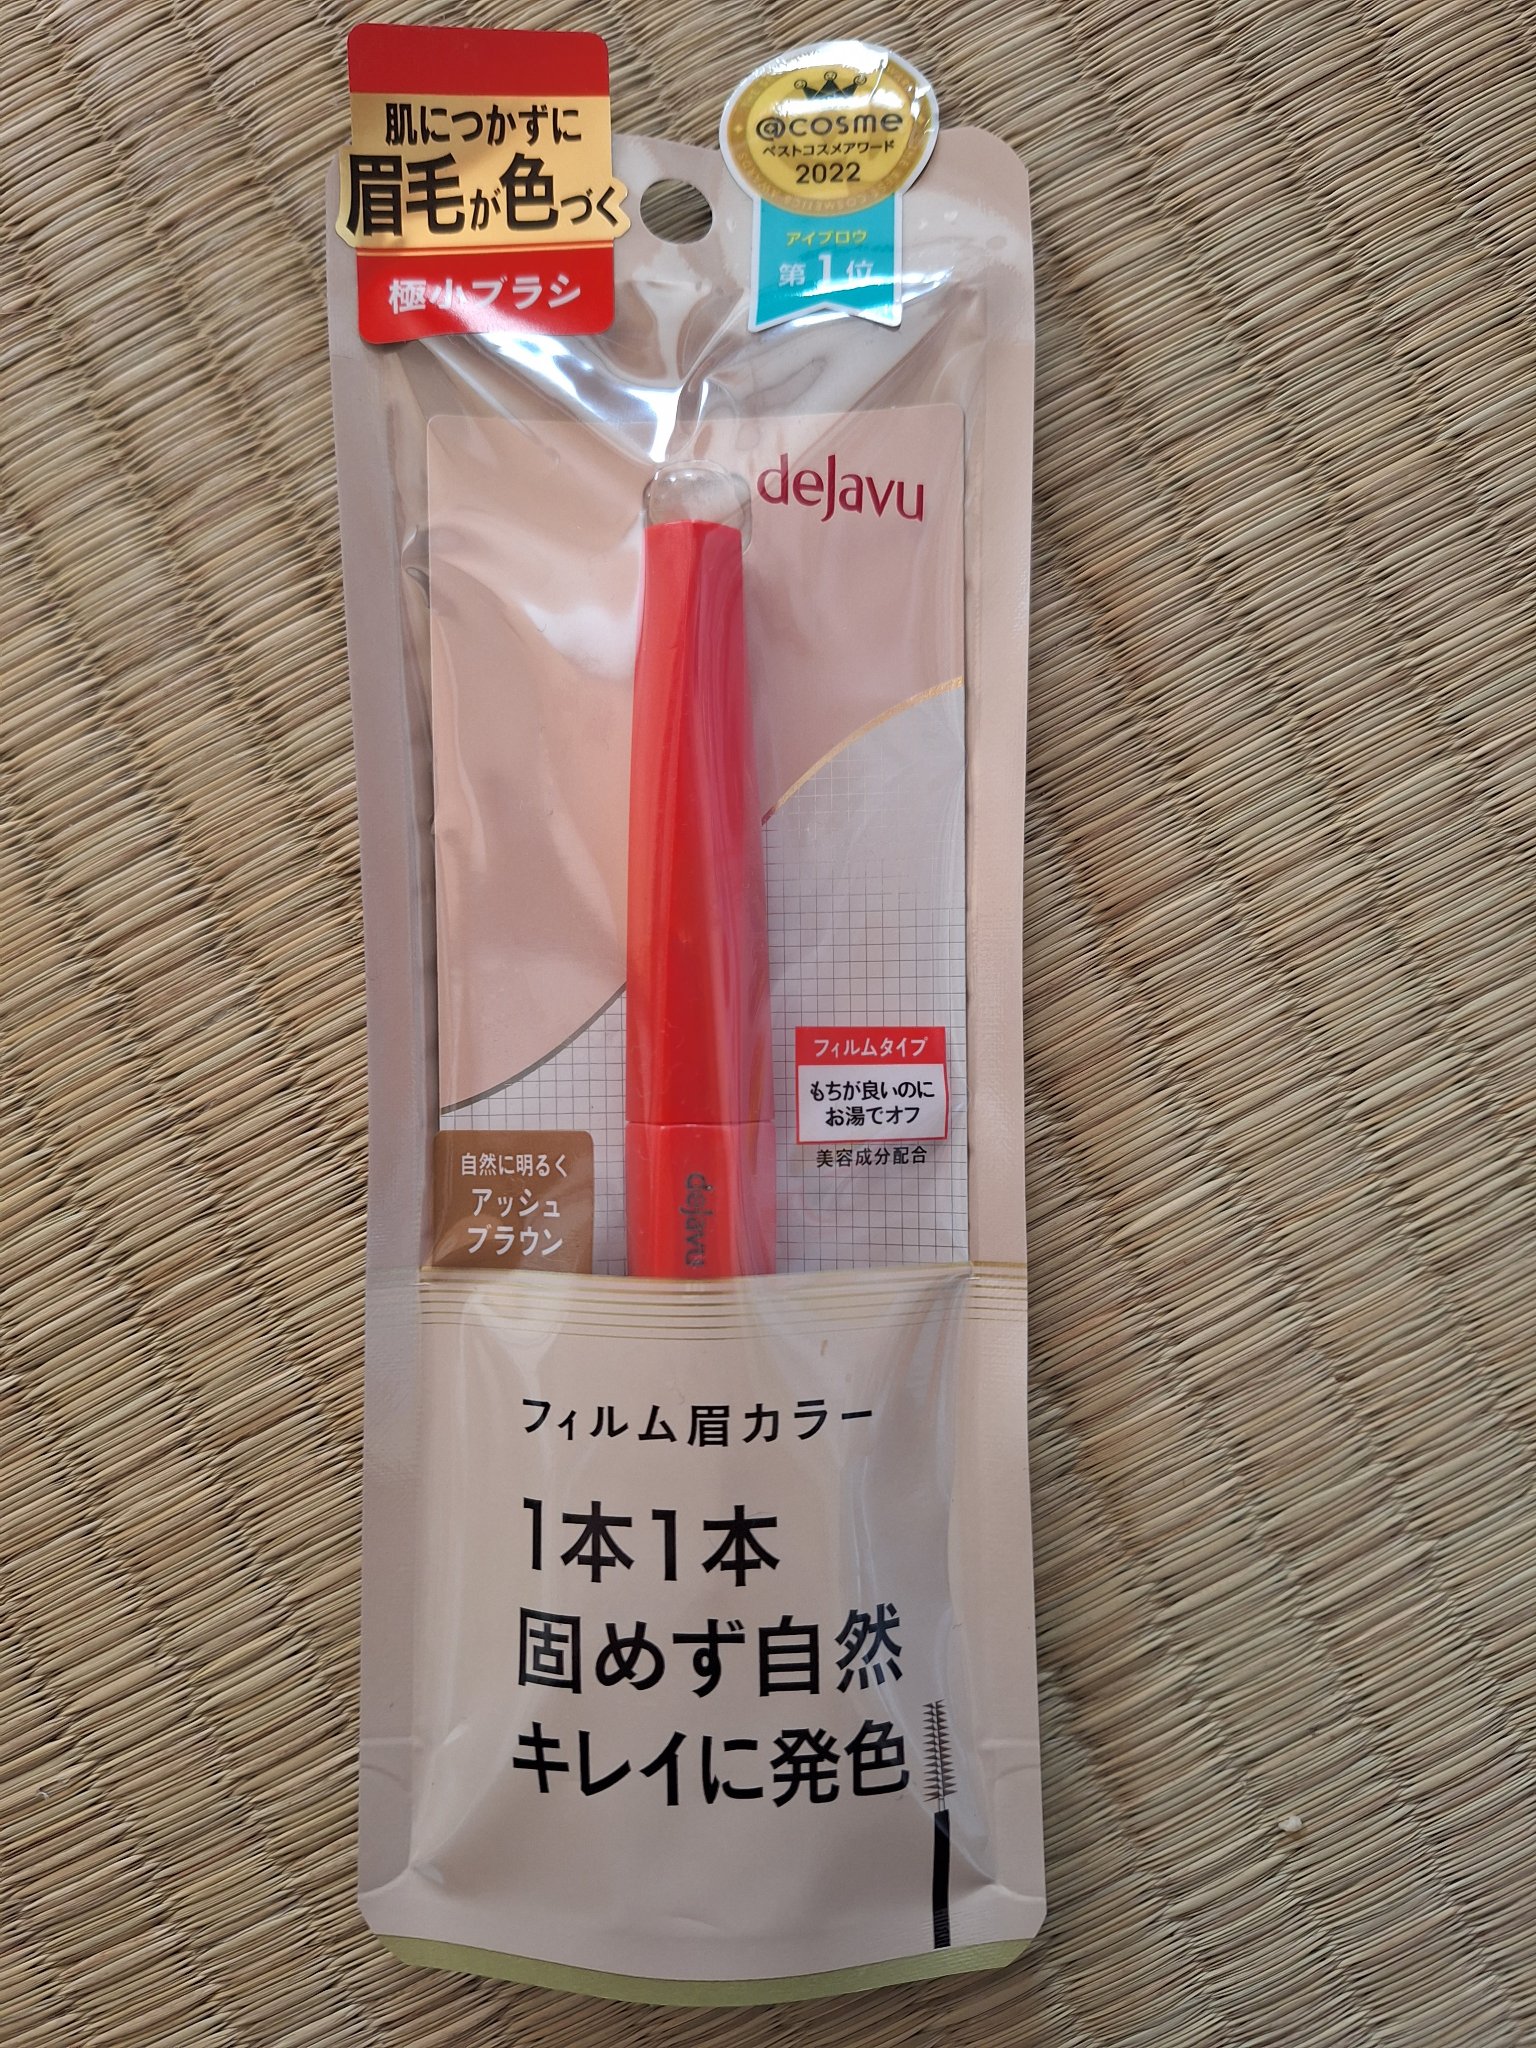 肌につかずに
眉毛が色づく
極小ブラシ
@cosme
ベストコスメアワード
2022
アイブロウ
第1位
dejavu
フィルムタイプ
もちが良いのに
お湯でオフ
美容成分配合
自然に明るく
アッシュ
ブラウン
dejavu
フィルム眉カラー
1本1本
固めず自然
キレイに発色